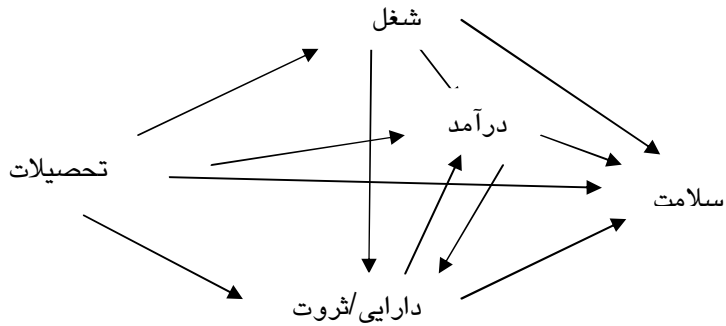 شغل
درآمد
تحصیلات
سلامت
دارایی/ثروت